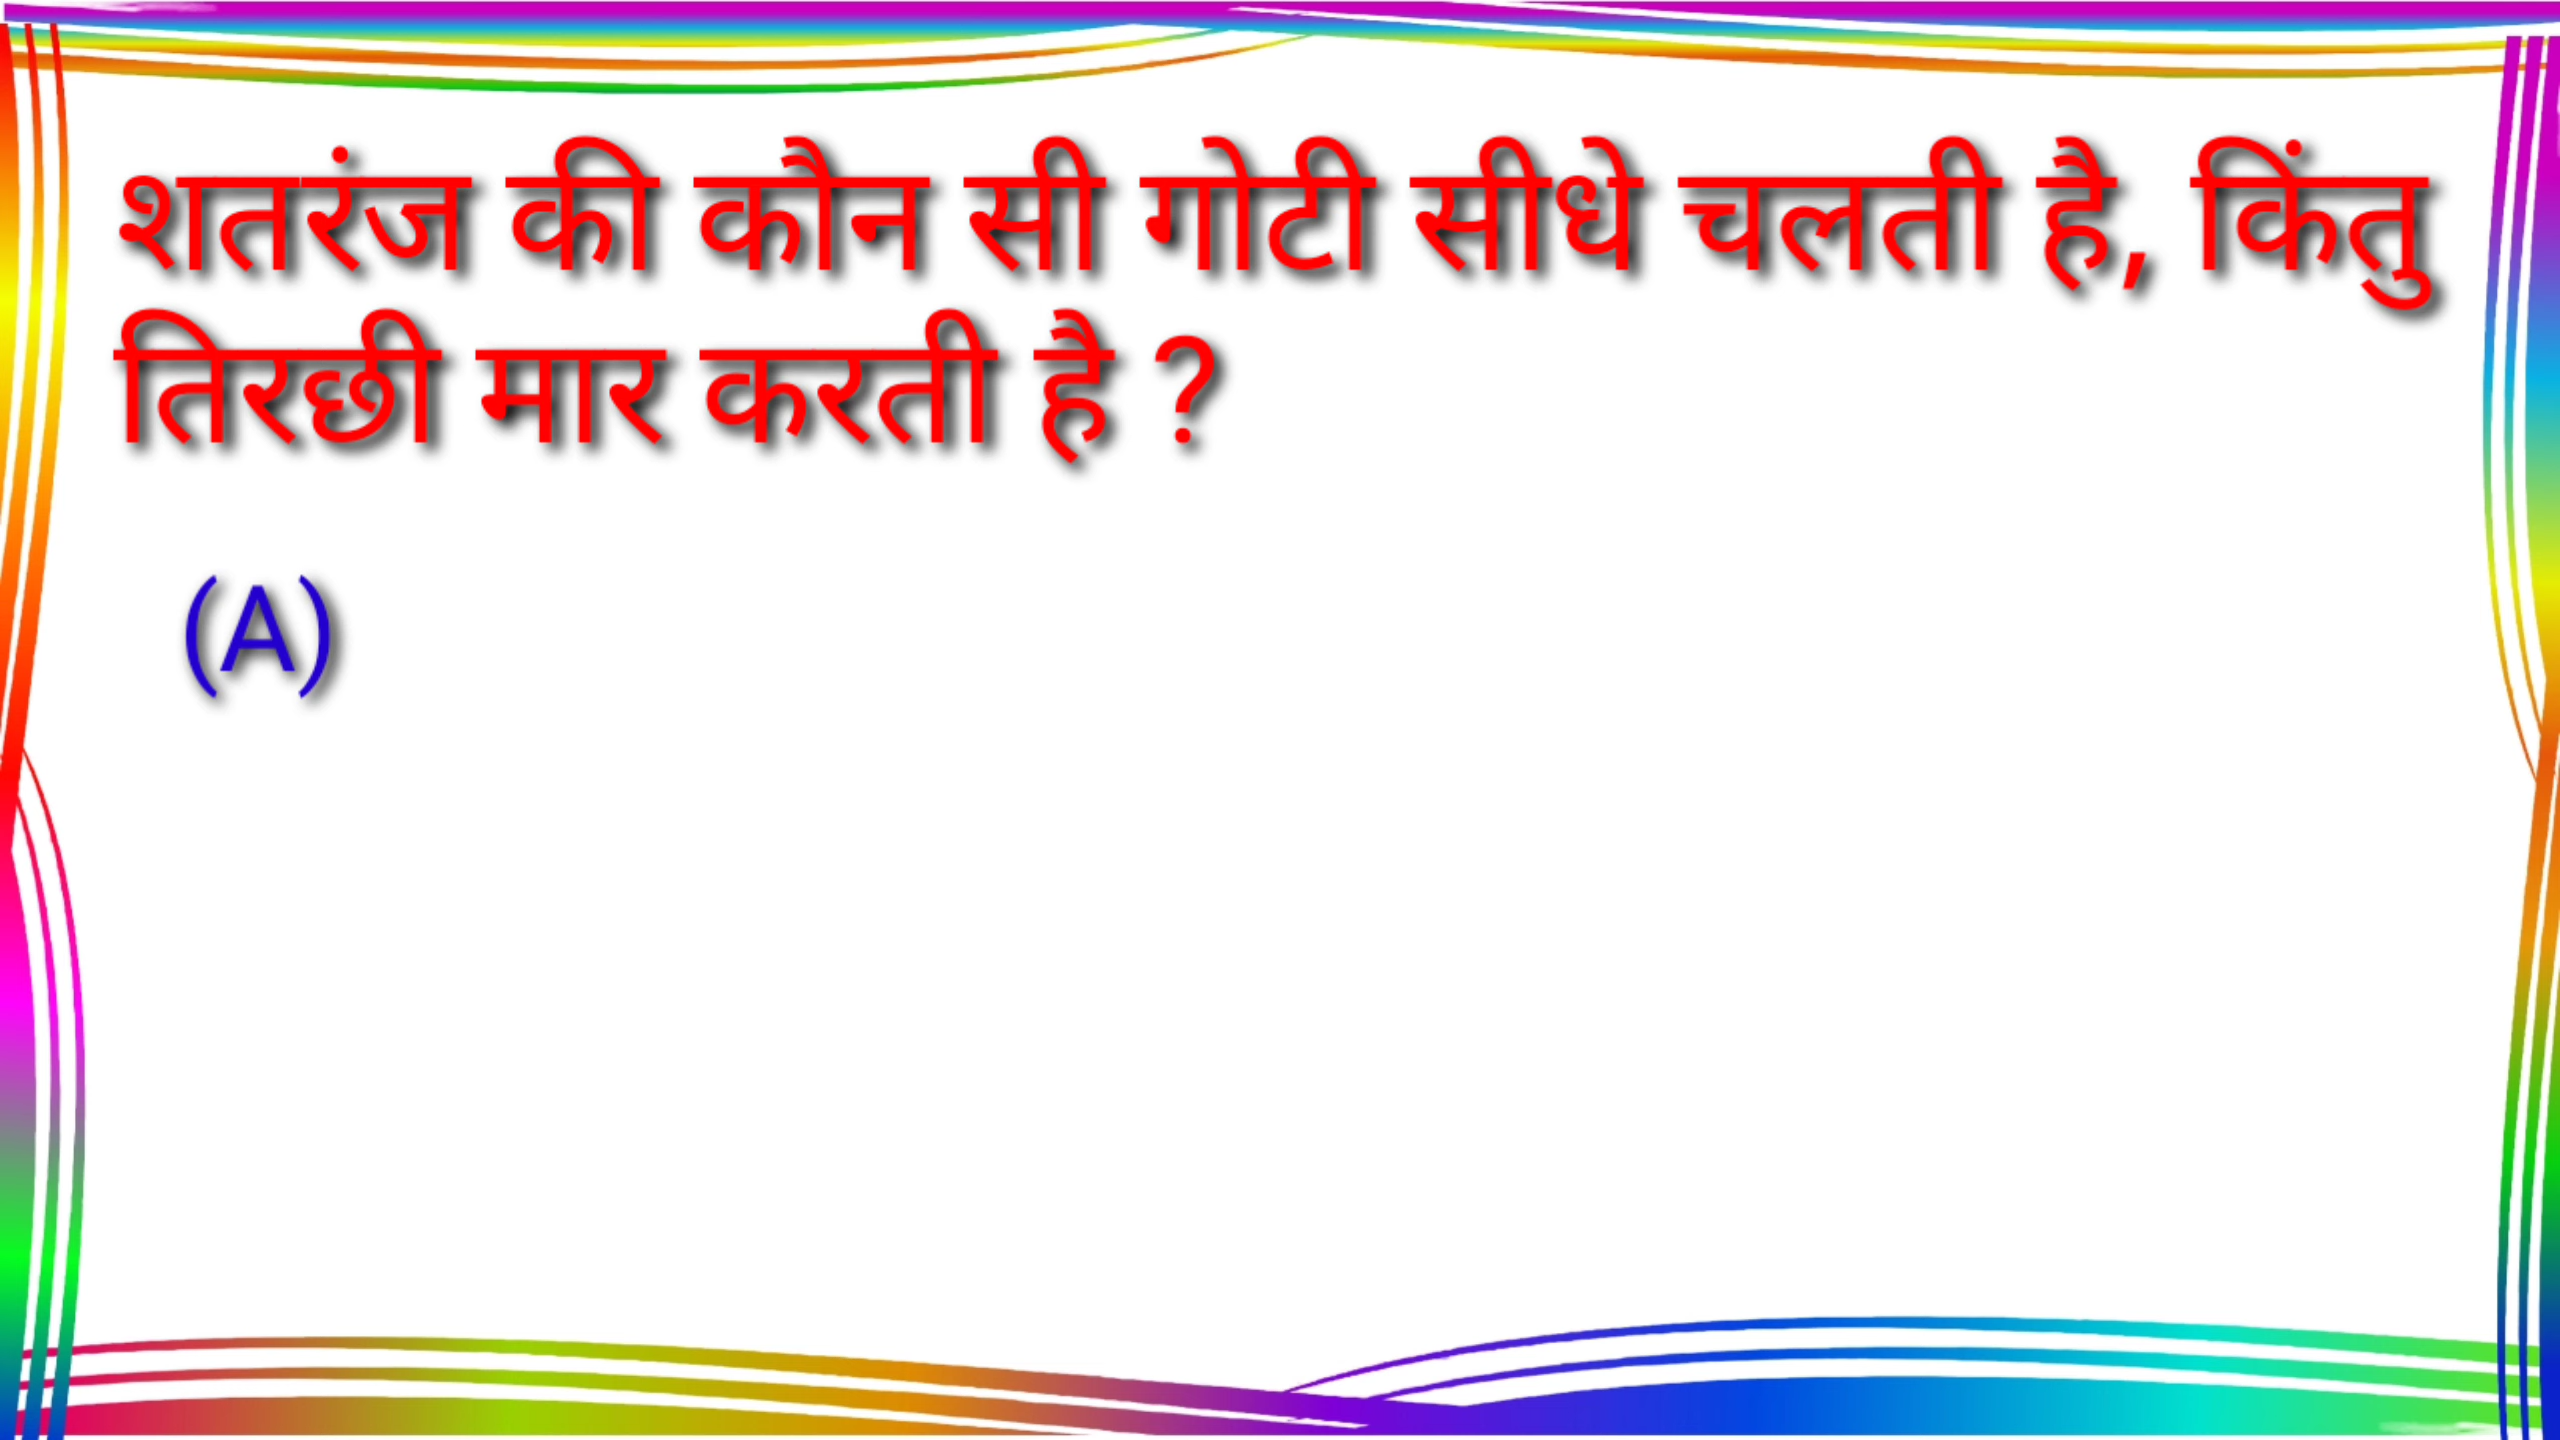 शतरंज की कौन सी गोटी सीधे चलती है, किंतु
तिरछी मार करती है ?
(A)